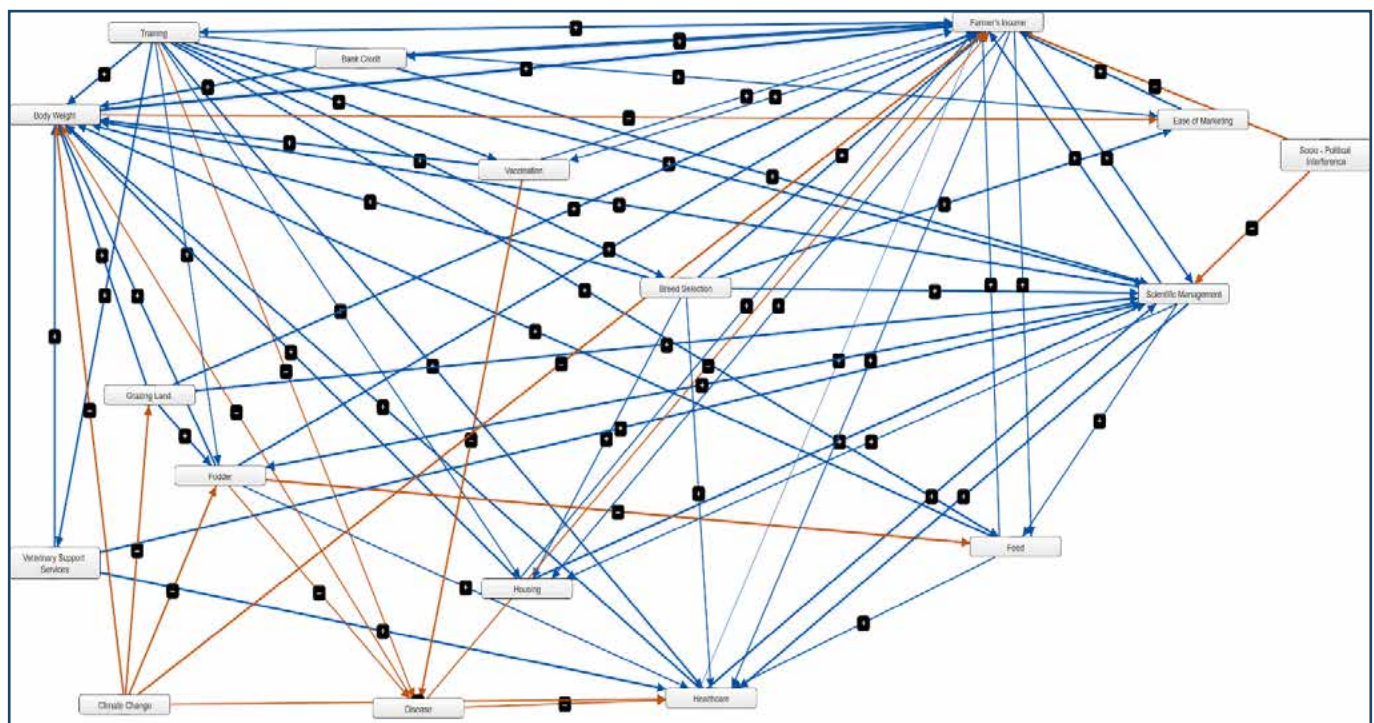 Training
Farmer's Income
Bank Credit
Body Weight
Ease of Marketing
Socio - Political
Interference
Vaccination
Breed Selection
Scientific Management
Grazing Land
Fodder
Feed
Veterinary Support
Services
Housing
Climate Change
Disease
Healthcare